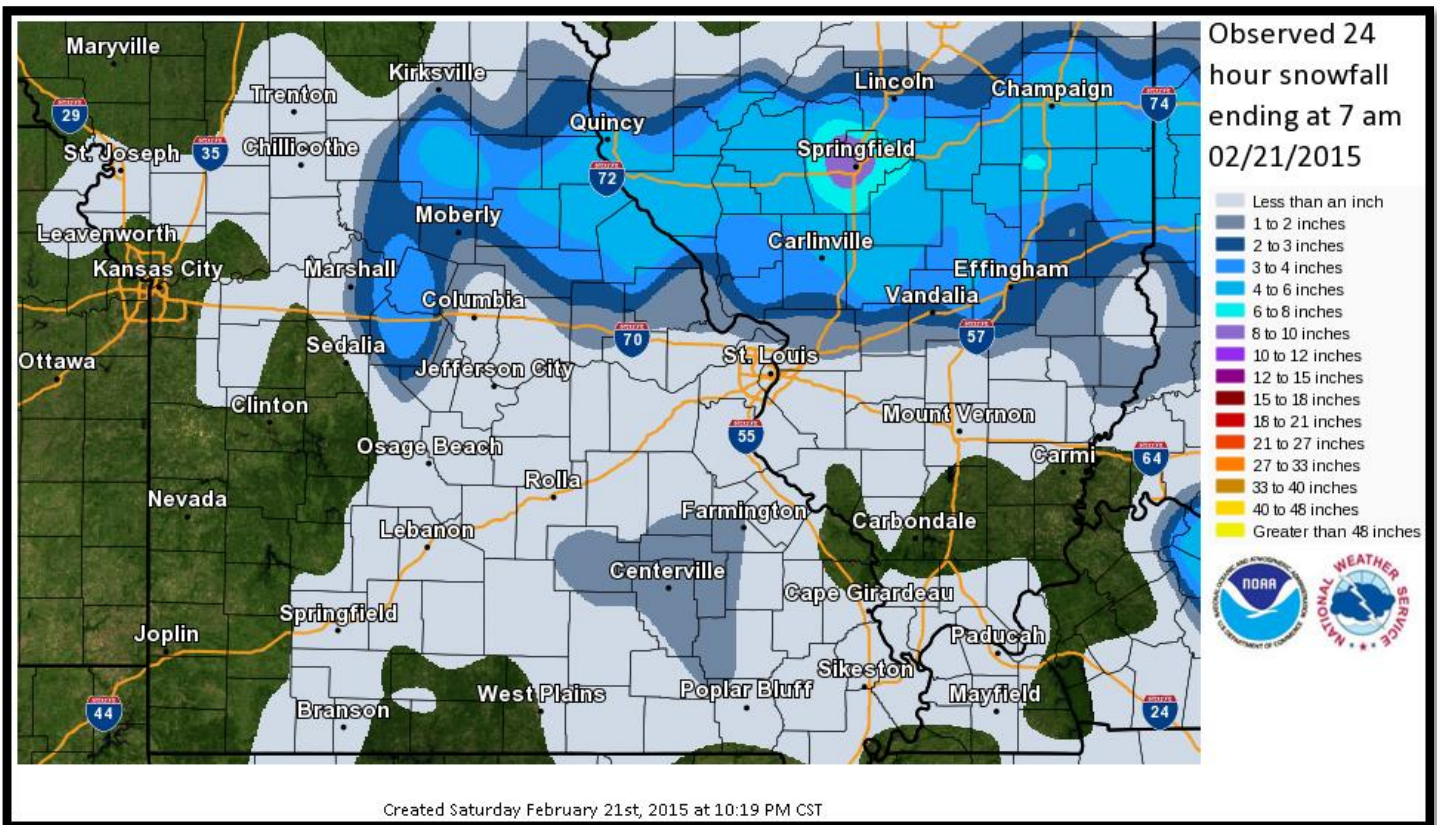 Observed 24
hour snowfall
ending at 7 am
02/21/2015
Less than an inch
1 to 2 inches
2 to 3 inches
3 to 4 inches
4 to 6 inches
6 to 8 inches
8 to 10 inches
10 to 12 inches
12 to 15 inches
15 to 18 inches
18 to 21 inches
21 to 27 inches
27 to 33 inches
33 to 40 inches
40 to 48 inches
Greater than 48 inches
NOAA
NATIONAL WEATHER SERVICE
Maryville
Kirksville
Trenton
Lincoln
Champaign
74
29
Quincy
St. Joseph
35
Chillicothe
Springfield
72
Moberly
Leavenworth
Carlinville
Kansas City
Marshall
Effingham
Columbia
Vandalia
70
57
Sedalia
Ottawa
St. Louis
Jefferson City
Clinton
Mount Vernon
55
Osage Beach
Carmi
64
Rolla
Nevada
Farmington
Carbondale
Lebanon
Centerville
Cape Girardeau
Springfield
Joplin
Paducah
Sikeston
West Plains
Poplar Bluff
Mayfield
44
Branson
24
Created Saturday February 21st, 2015 at 10:19 PM CST